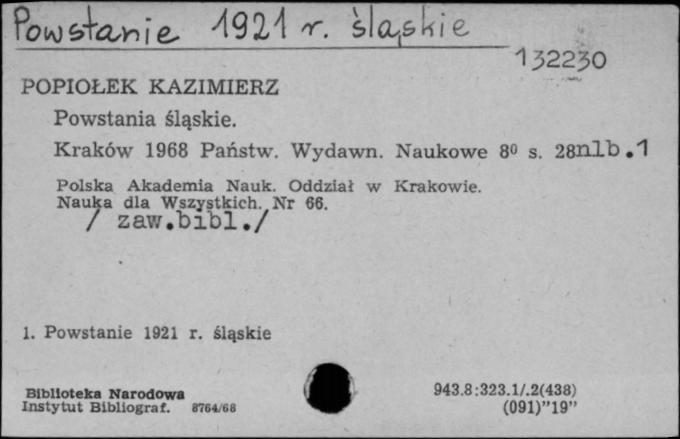 Powstanie 1921 r. śląskie
132230
POPIOŁEK KAZIMIERZ
Powstania śląskie.
Kraków 1968 Państw. Wydawn. Naukowe 8⁰ s. 28nlb.1
Polska Akademia Nauk. Oddział w Krakowie.
Nauka dla Wszystkich. Nr 66.
/ zaw.bibl./
1. Powstanie 1921 r. śląskie
Biblioteka Narodowa
Instytut Bibliograf. 8764/68
943.8:323.1/.2(438)
(091)"19"